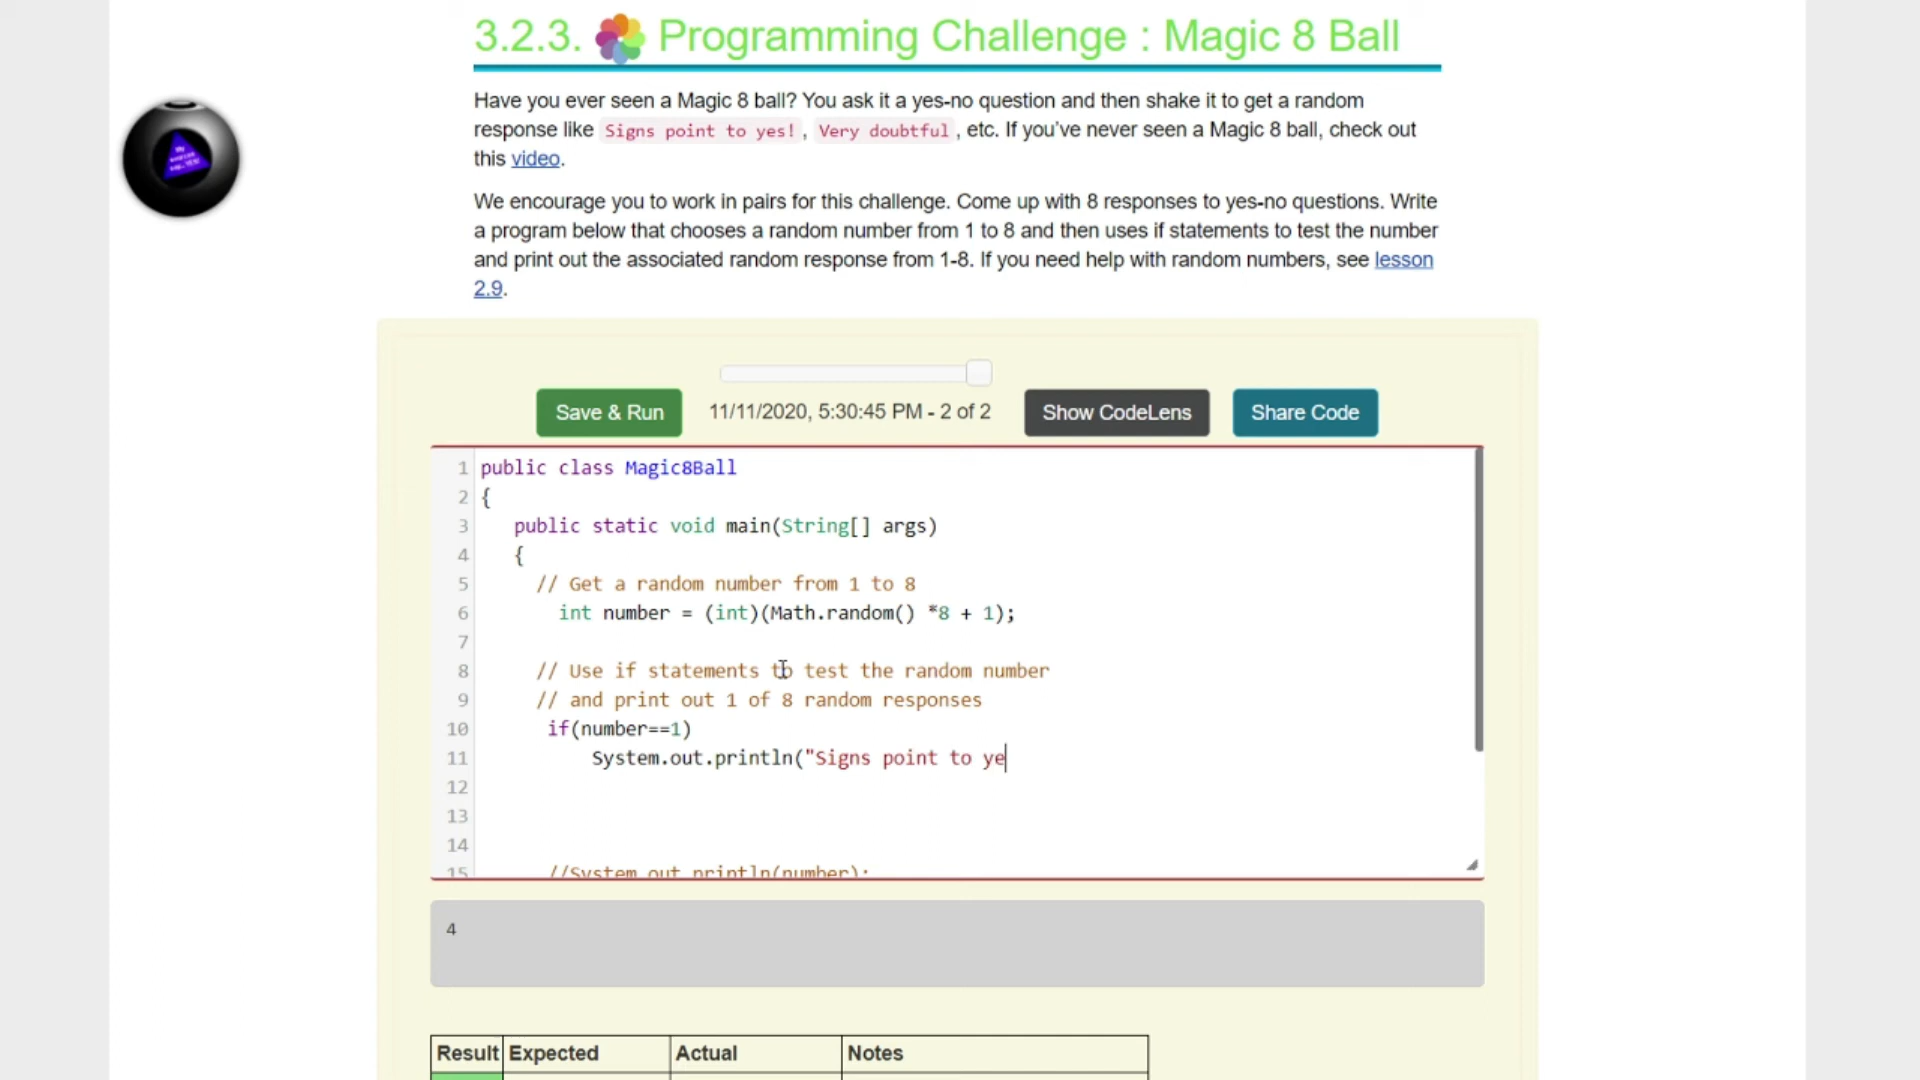 3.2.3. Programming Challenge : Magic 8 Ball
Have you ever seen a Magic 8 ball? You ask it a yes-no question and then shake it to get a random
response like Signs point to yes!, Very doubtful, etc. If you've never seen a Magic 8 ball, check out
this video.
We encourage you to work in pairs for this challenge. Come up with 8 responses to yes-no questions. Write
a program below that chooses a random number from 1 to 8 and then uses if statements to test the number
and print out the associated random response from 1-8. If you need help with random numbers, see lesson
2.9.
Save & Run 11/11/2020, 5:30:45 PM - 2 of 2 Show CodeLens Share Code
1 public class Magic8Ball
2 {
3 public static void main(String[] args)
4 {
5 // Get a random number from 1 to 8
6 int number = (int)(Math.random() *8 + 1);
7
8 // Use if statements to test the random number
9 // and print out 1 of 8 random responses
10 if(number==1)
11 System.out.println("Signs point to ye
12
13
14
15 //System.out.println(number);
4
Result Expected Actual Notes